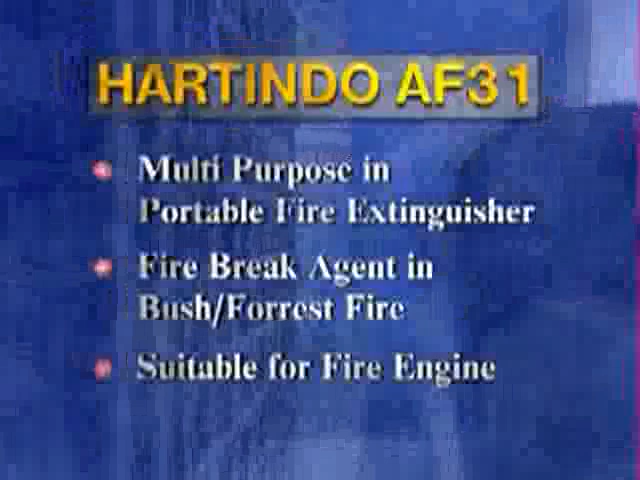 HARTINDO AF31
Multi Purpose in
Portable Fire Extinguisher
Fire Break Agent in
Bush/Forrest Fire
Suitable for Fire Engine